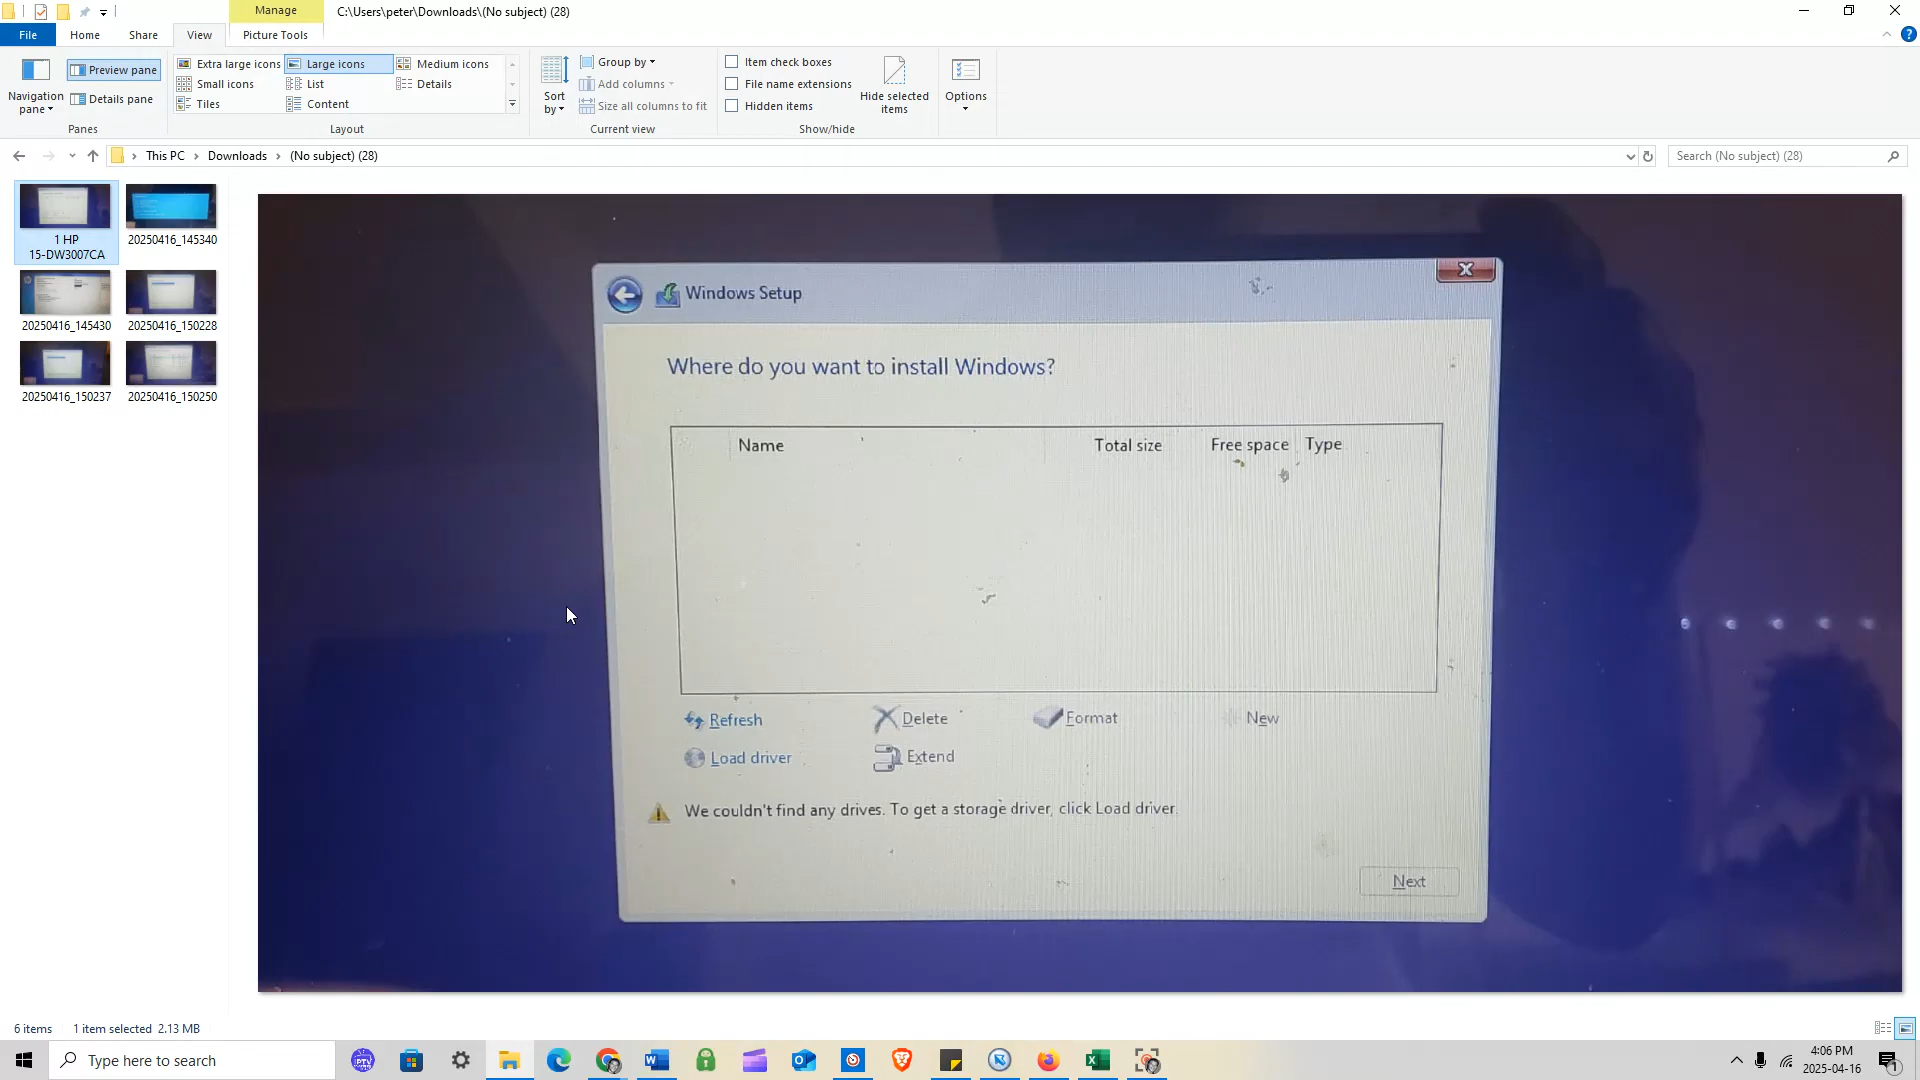 Manage
C:\Users\peter\Downloads\(No subject) (28)
File
Home
Share
View
Picture Tools
Navigation pane
Preview pane
Details pane
Panes
Extra large icons
Large icons
Medium icons
Small icons
List
Details
Tiles
Content
Layout
Sort by
Group by
Add columns
Size all columns to fit
Current view
Item check boxes
File name extensions
Hidden items
Hide selected items
Show/hide
Options
This PC
Downloads
(No subject) (28)
Search (No subject) (28)
1 HP
15-DW3007CA
20250416_145340
20250416_145430
20250416_150228
20250416_150237
20250416_150250
Windows Setup
Where do you want to install Windows?
Name Total size Free space Type
Refresh Delete Format New
Load driver Extend
We couldn't find any drives. To get a storage driver, click Load driver.
Next
6 items 1 item selected 2.13 MB
Type here to search
4:06 PM
2025-04-16